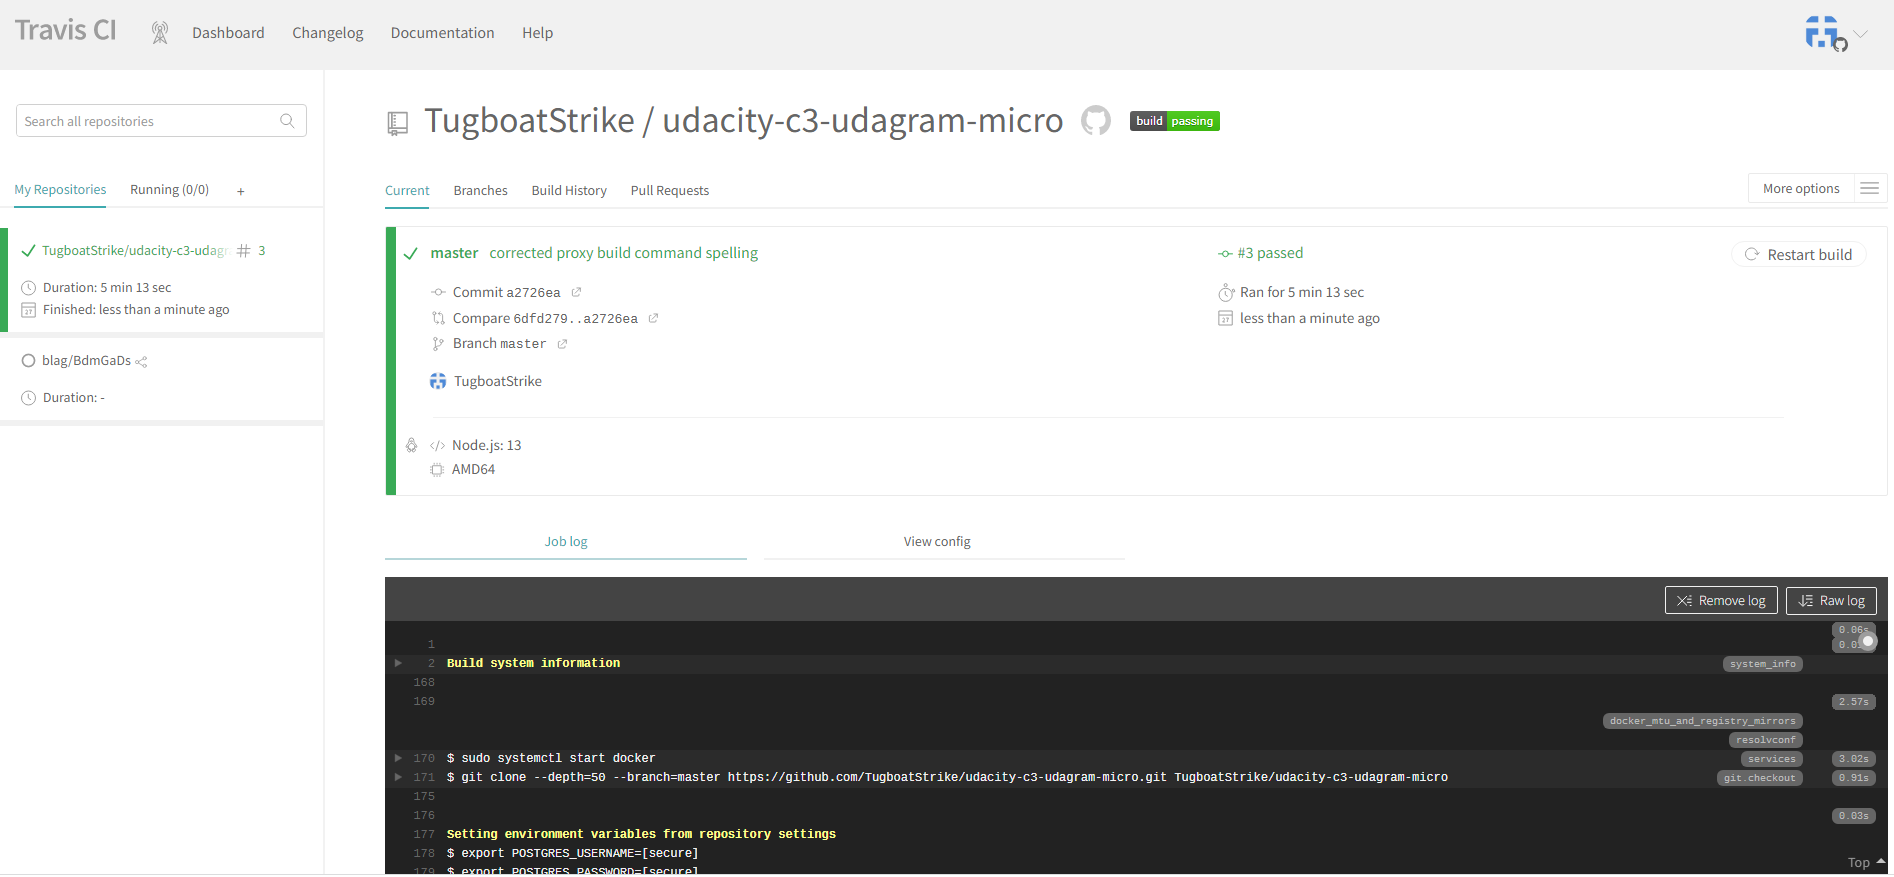 Travis CI
Dashboard
Changelog
Documentation
Help
Search all repositories
My Repositories
Running (0/0)
+
TugboatStrike/udacity-c3-udagr
# 3
Duration: 5 min 13 sec
27
Finished: less than a minute ago
blag/BdmGaDs
Duration: -
TugboatStrike / udacity-c3-udagram-micro
build passing
Current
Branches
Build History
Pull Requests
More options
master corrected proxy build command spelling
#3 passed
Restart build
Commit a2726ea
Ran for 5 min 13 sec
Compare 6dfd279..a2726ea
27
less than a minute ago
Branch master
TugboatStrike
</> Node.js: 13
AMD64
Job log
View config
Remove log
Raw log
0.06s
1
2 Build system information
system_info
168
169
2.57s
docker_mtu_and_registry_mirrors
resolvconf
170 $ sudo systemctl start docker
services
3.02s
171 $ git clone --depth=50 --branch=master https://github.com/TugboatStrike/udacity-c3-udagram-micro.git TugboatStrike/udacity-c3-udagram-micro
git.checkout
0.91s
175
176
0.03s
177 Setting environment variables from repository settings
178 $ export POSTGRES_USERNAME=[secure]
179 $ export POSTGRES_PASSWORD=[secure]
Top